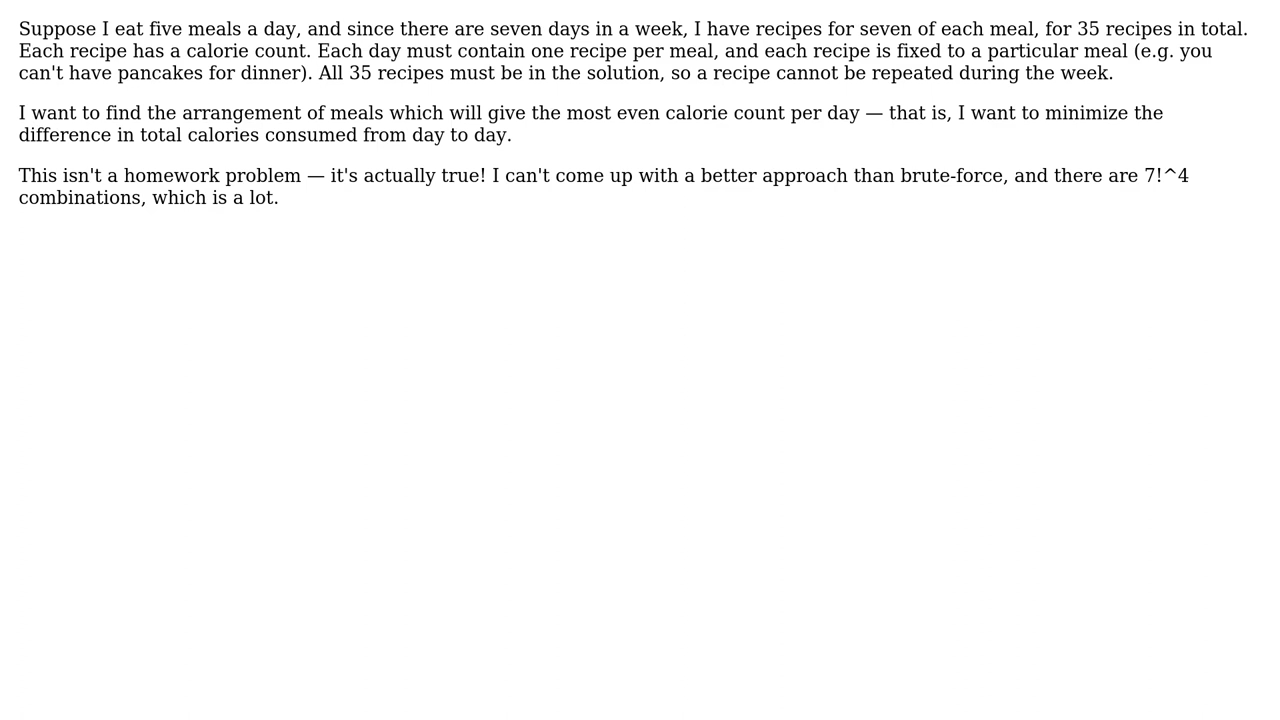 Suppose I eat five meals a day, and since there are seven days in a week, I have recipes for seven of each meal, for 35 recipes in total.
Each recipe has a calorie count. Each day must contain one recipe per meal, and each recipe is fixed to a particular meal (e.g. you
can't have pancakes for dinner). All 35 recipes must be in the solution, so a recipe cannot be repeated during the week.
I want to find the arrangement of meals which will give the most even calorie count per day — that is, I want to minimize the
difference in total calories consumed from day to day.
This isn't a homework problem — it's actually true! I can't come up with a better approach than brute-force, and there are 7!^4
combinations, which is a lot.